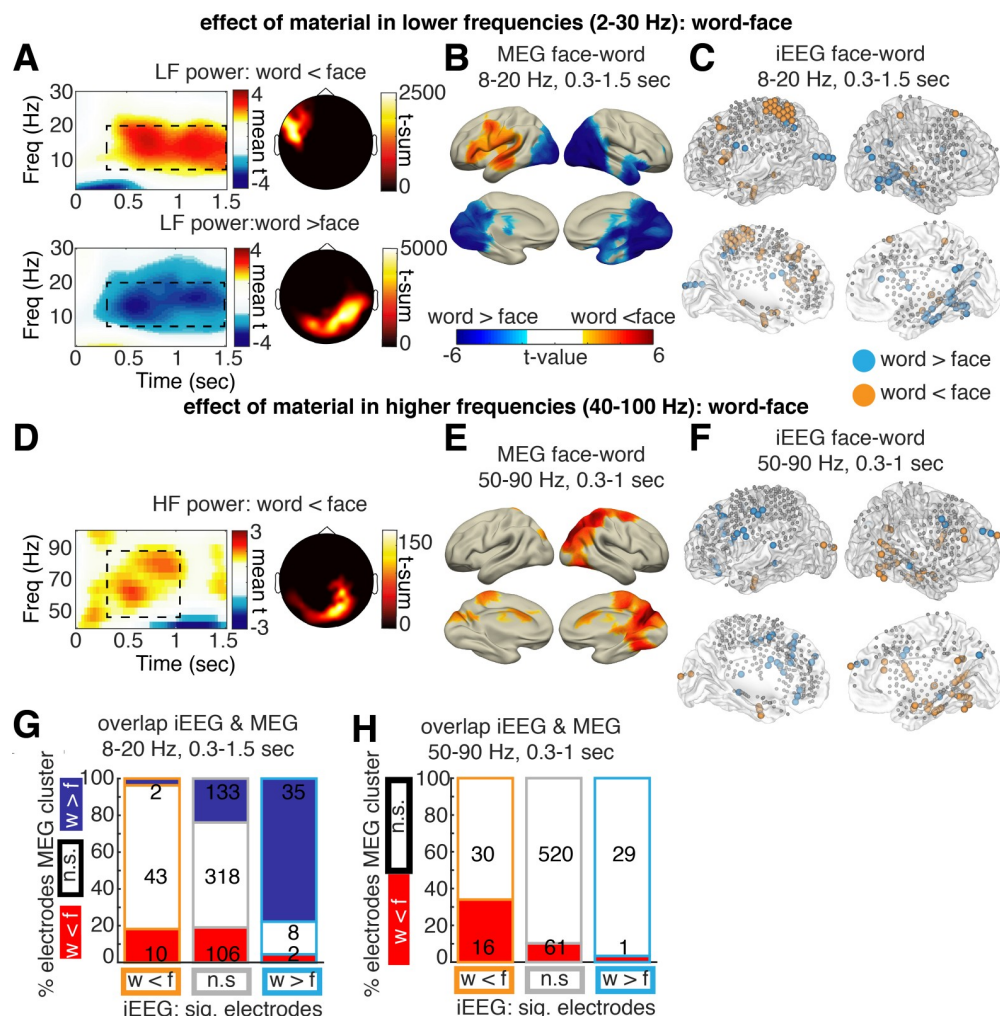 effect of material in lower frequencies (2-30 Hz): word-face
A
LF power: word < face
Freq (Hz)
30
20
10
0
0.5
1
1.5
4
mean t
-4
2500
t-sum
0
LF power:word >face
Freq (Hz)
30
20
10
0
0.5
1
1.5
Time (sec)
4
mean t
-4
5000
t-sum
0
B
MEG face-word
8-20 Hz, 0.3-1.5 sec
word > face
word <face
-6
t-value
6
C
iEEG face-word
8-20 Hz, 0.3-1.5 sec
word > face
word < face
effect of material in higher frequencies (40-100 Hz): word-face
D
HF power: word < face
Freq (Hz)
90
70
50
0
0.5
1
1.5
Time (sec)
3
mean t
-3
150
t-sum
0
E
MEG face-word
50-90 Hz, 0.3-1 sec
F
iEEG face-word
50-90 Hz, 0.3-1 sec
G
overlap iEEG & MEG
8-20 Hz, 0.3-1.5 sec
% electrodes MEG cluster
w > f
n.s.
w < f
100
80
60
40
20
0
2
133
35
43
318
8
10
106
2
w < f
n.s
w > f
iEEG: sig. electrodes
H
overlap iEEG & MEG
50-90 Hz, 0.3-1 sec
% electrodes MEG cluster
n.s.
w < f
100
80
60
40
20
0
30
520
29
16
61
1
w < f
n.s
w > f
iEEG: sig. electrodes